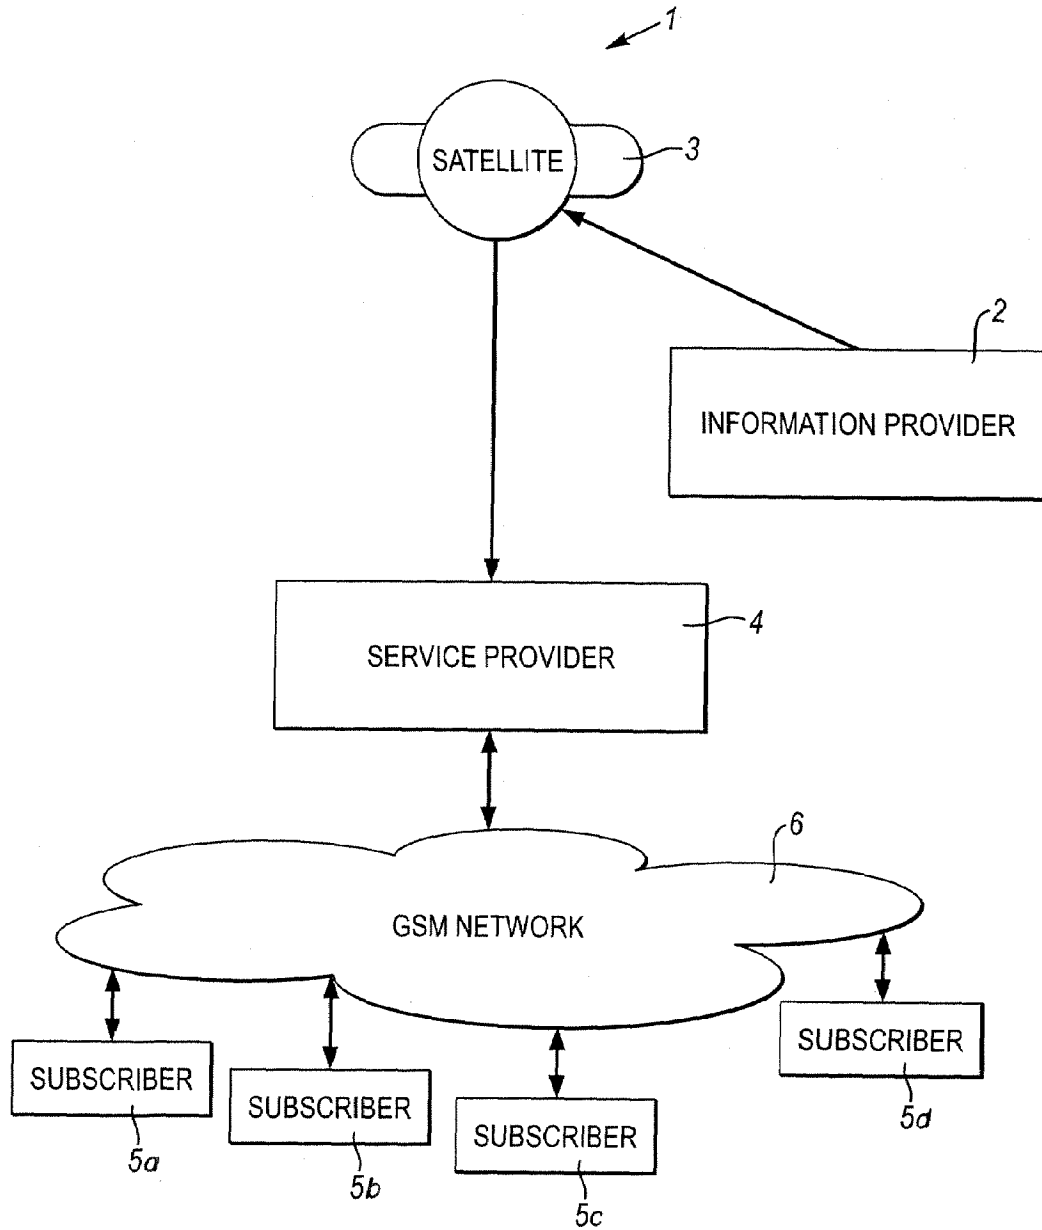 1
SATELLITE
3
2
INFORMATION PROVIDER
4
SERVICE PROVIDER
6
GSM NETWORK
SUBSCRIBER
5d
SUBSCRIBER
5a
SUBSCRIBER
5b
SUBSCRIBER
5c